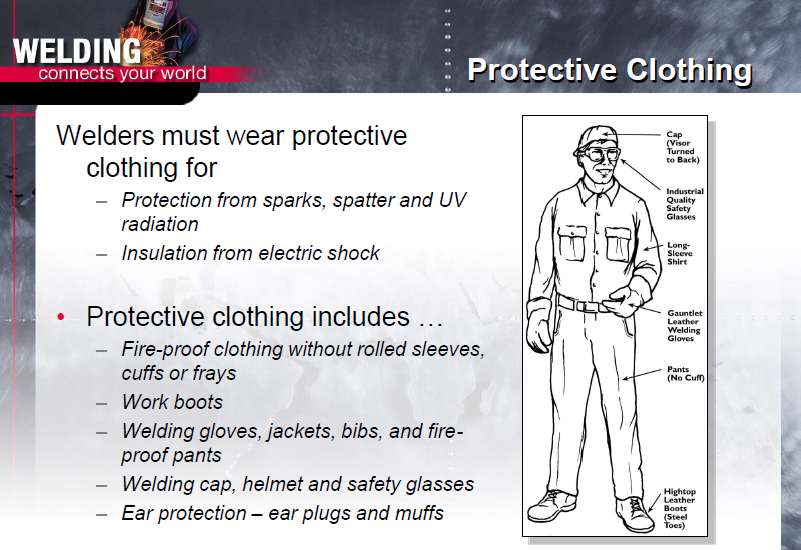 WELDING
connects your world
Protective Clothing
Welders must wear protective
clothing for
– Protection from sparks, spatter and UV
radiation
– Insulation from electric shock
• Protective clothing includes …
– Fire-proof clothing without rolled sleeves,
cuffs or frays
– Work boots
– Welding gloves, jackets, bibs, and fire-
proof pants
– Welding cap, helmet and safety glasses
– Ear protection – ear plugs and muffs
Cap
(Visor
Turned
to Back)
Industrial
Quality
Safety
Glasses
Long-
Sleeve
Shirt
Gauntlet
Leather
Welding
Gloves
Pants
(No Cuff)
Hightop
Leather
Boots
(Steel
Toes)